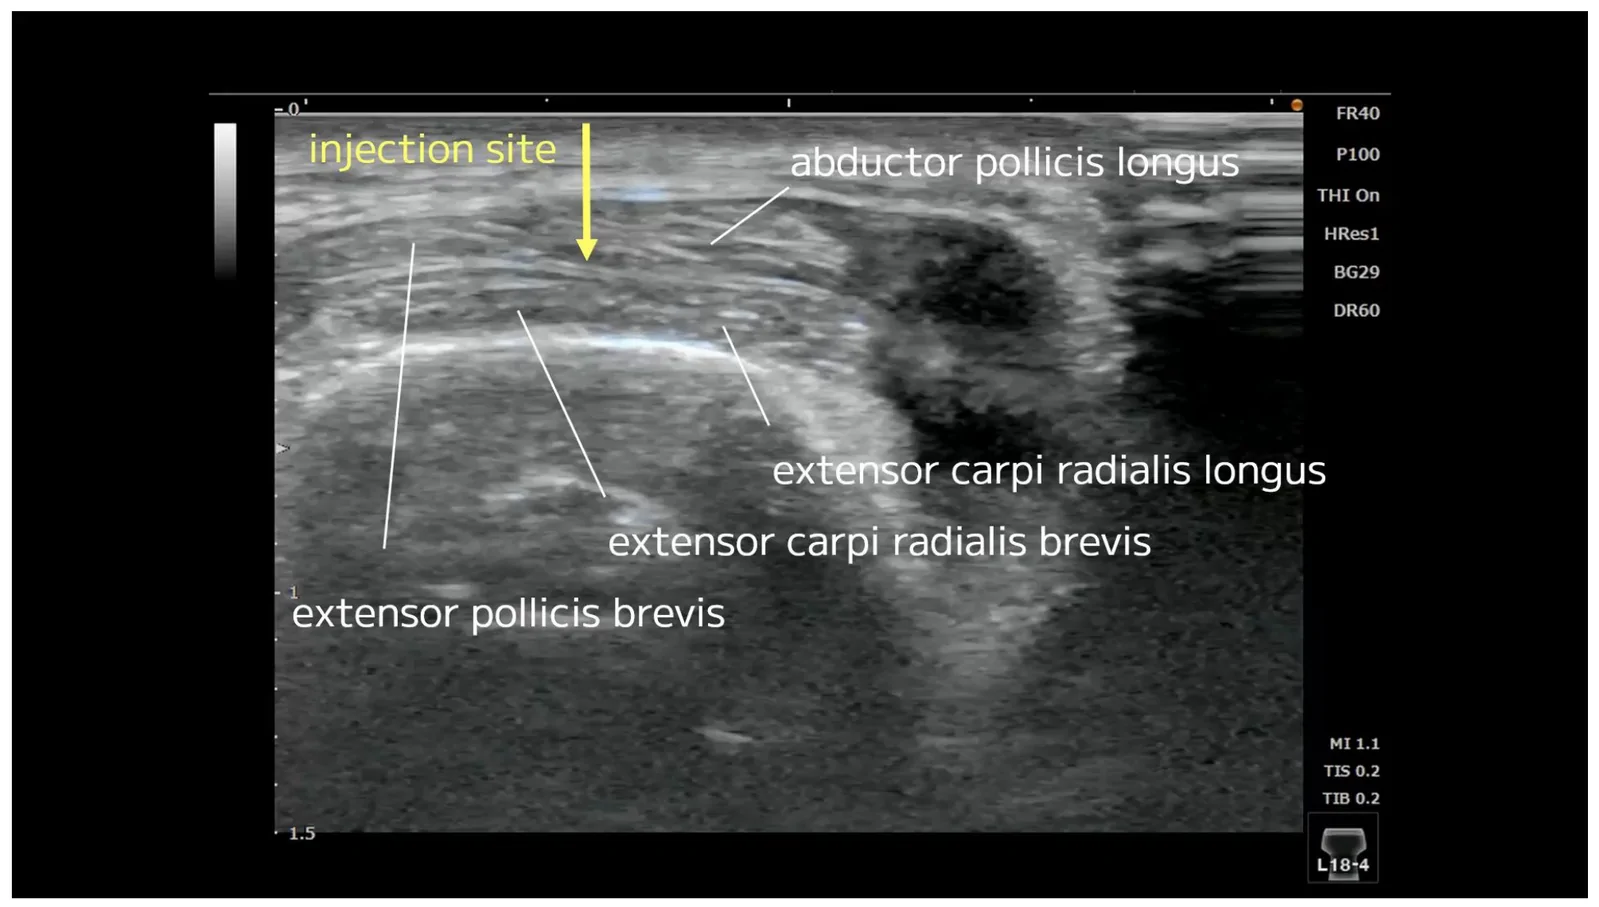 0
FR40
injection site
abductor pollicis longus
P100
THI On
HRes1
BG29
DR60
extensor carpi radialis longus
extensor carpi radialis brevis
1
extensor pollicis brevis
MI 1.1
TIS 0.2
TIB 0.2
1.5
L18-4